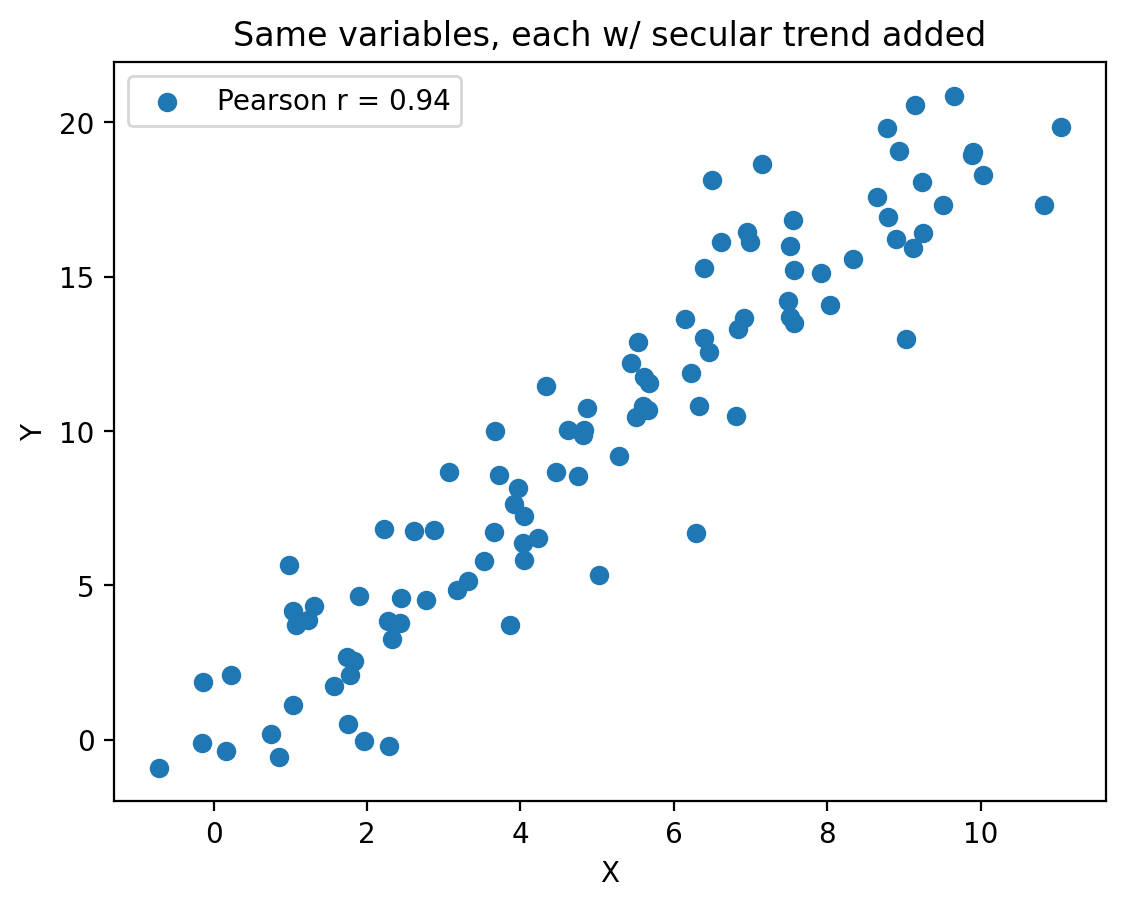 Same variables, each w/ secular trend added
Pearson r = 0.94
20
15
10
5
0
Y
0 2 4 6 8 10
X